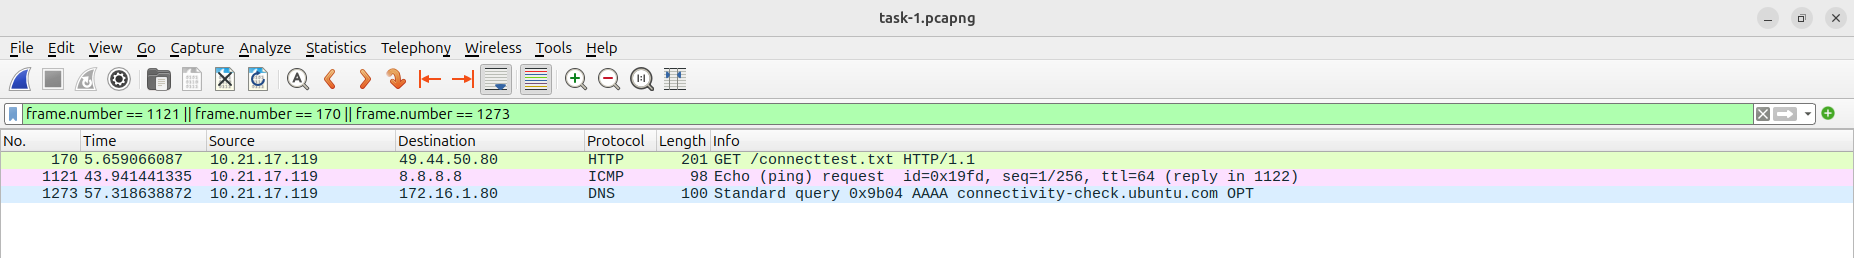 task-1.pcapng
File Edit View Go Capture Analyze Statistics Telephony Wireless Tools Help
frame.number == 1121 || frame.number == 170 || frame.number == 1273
No. Time Source Destination Protocol Length Info
170 5.659066087 10.21.17.119 49.44.50.80 HTTP 201 GET /connecttest.txt HTTP/1.1
1121 43.941441335 10.21.17.119 8.8.8.8 ICMP 98 Echo (ping) request id=0x19fd, seq=1/256, ttl=64 (reply in 1122)
1273 57.318638872 10.21.17.119 172.16.1.80 DNS 100 Standard query 0x9b04 AAAA connectivity-check.ubuntu.com OPT